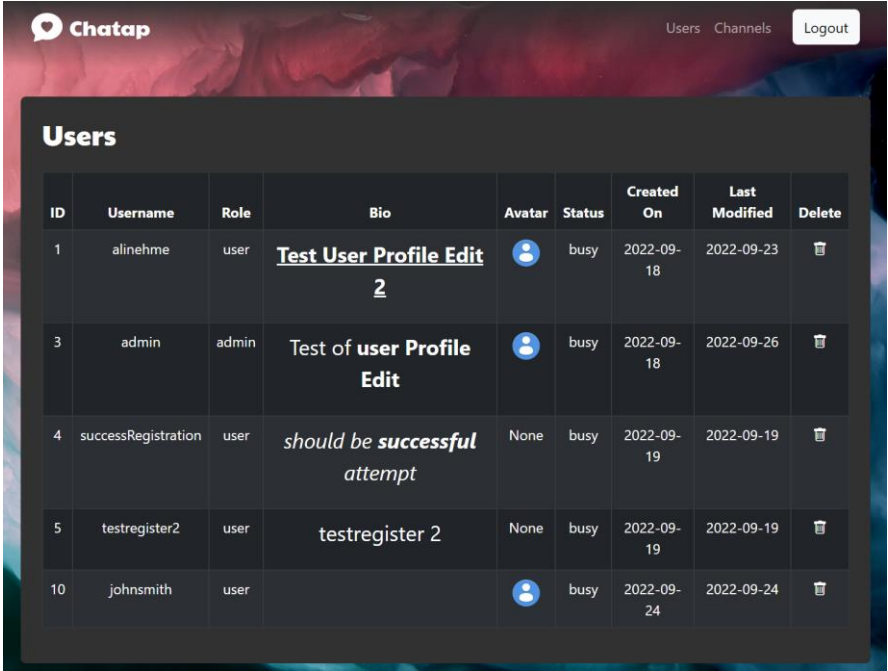 Chatap Users Channels Logout
Users
ID Username Role Bio Avatar Status Created On Last Modified Delete
1 alinehme user Test User Profile Edit busy 2022-09- 2022-09-23
2 18
3 admin admin Test of user Profile busy 2022-09- 2022-09-26
Edit 18
4 successRegistration user should be successful None busy 2022-09- 2022-09-19
attempt 19
5 testregister2 user testregister 2 None busy 2022-09- 2022-09-19
19
10 johnsmith user busy 2022-09- 2022-09-24
24